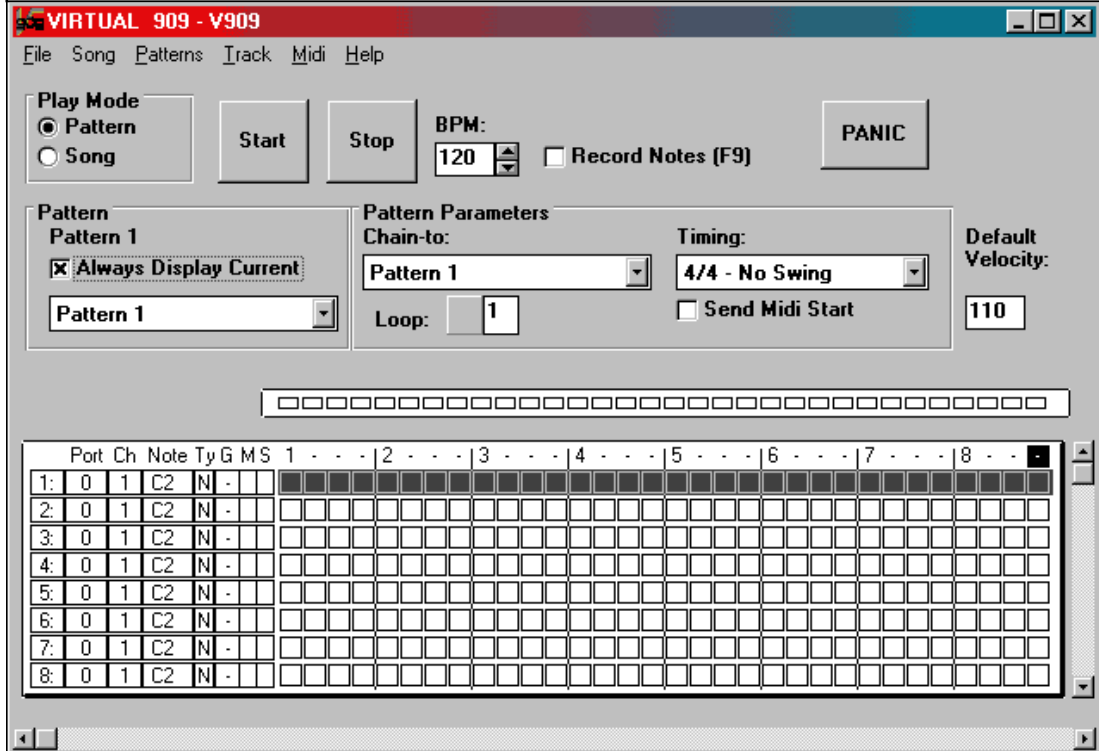 909 VIRTUAL 909 - V909
File Song Patterns Track Midi Help
Play Mode
Pattern
Song
Start
Stop
BPM:
120
Record Notes (F9)
PANIC
Pattern
Pattern 1
Always Display Current
Pattern 1
Pattern Parameters
Chain-to:
Pattern 1
Loop: 1
Timing:
4/4 - No Swing
Send Midi Start
Default
Velocity:
110
Port Ch Note Ty G M S 1 - - - |2 - - - |3 - - - |4 - - - |5 - - - |6 - - - |7 - - - |8 - - -
1: 0 1 C2 N -
2: 0 1 C2 N -
3: 0 1 C2 N -
4: 0 1 C2 N -
5: 0 1 C2 N -
6: 0 1 C2 N -
7: 0 1 C2 N -
8: 0 1 C2 N -